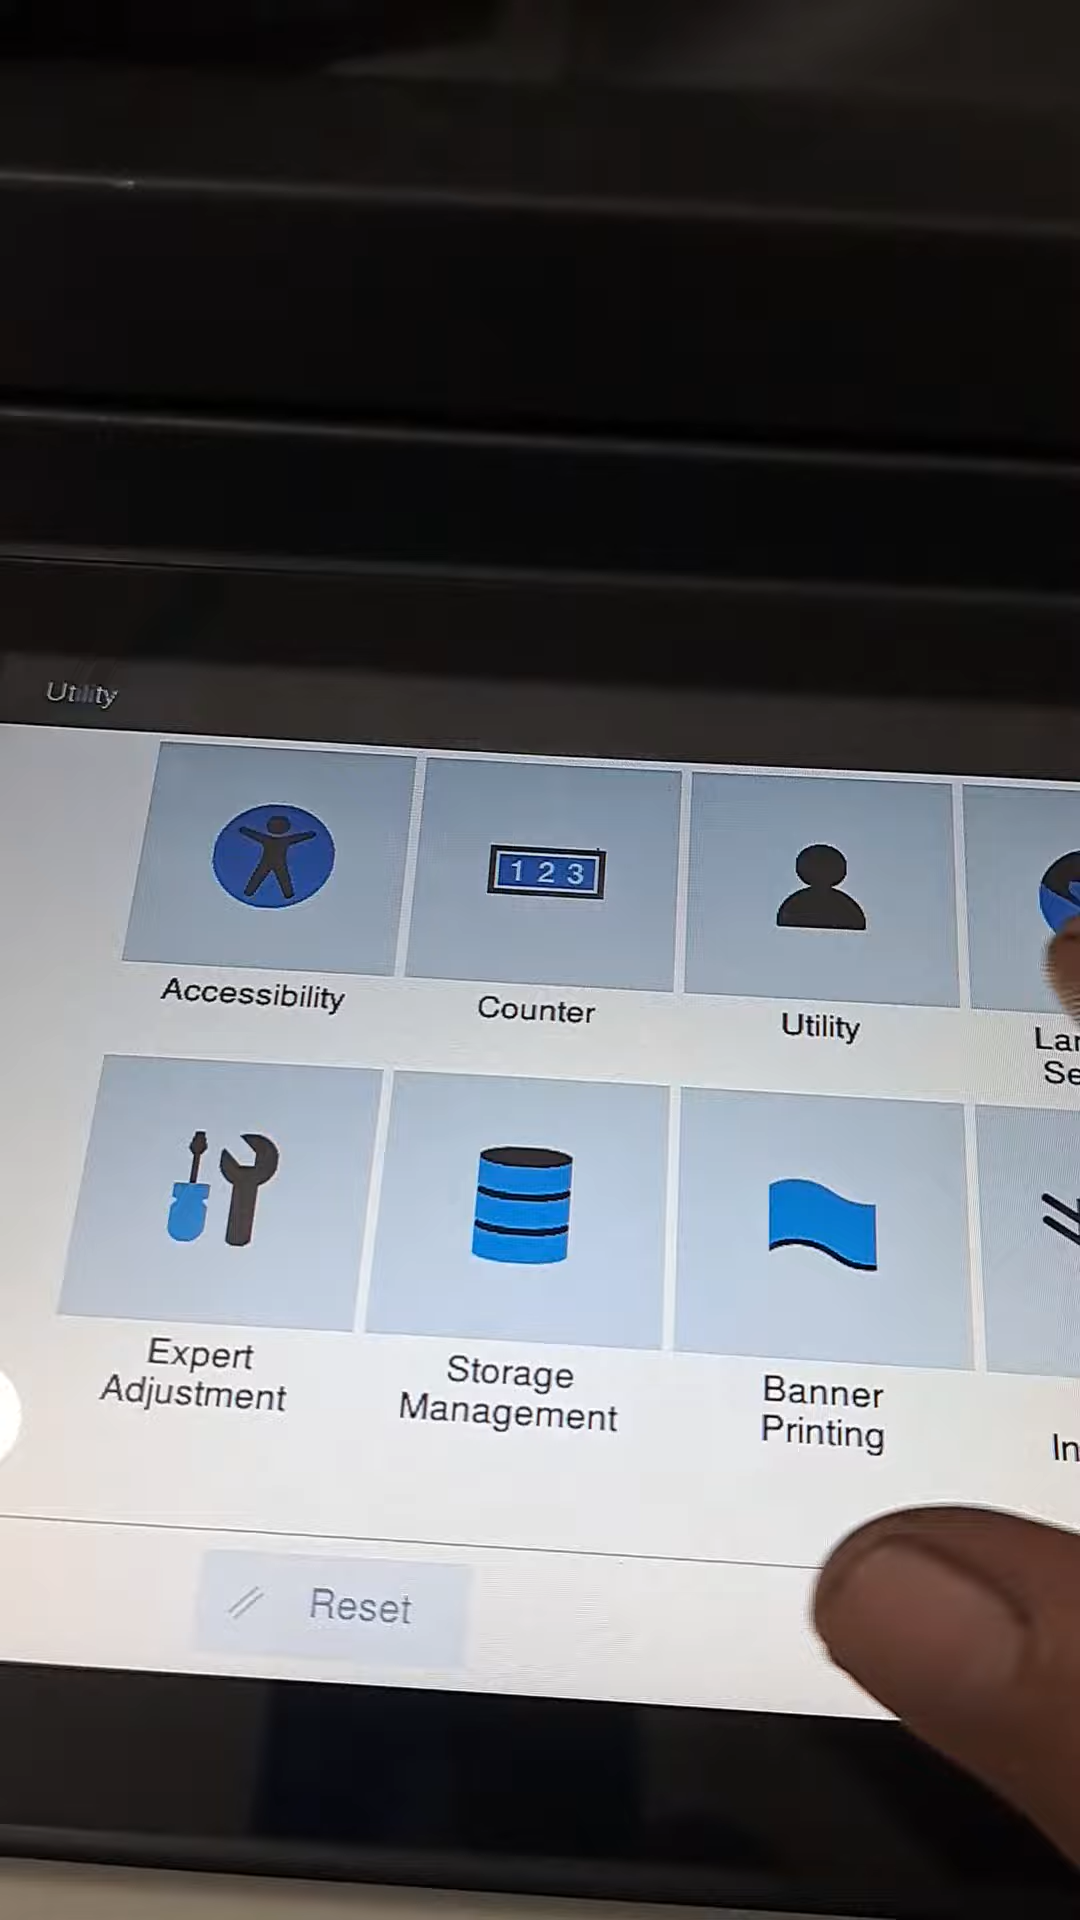 Utility
1 2 3
Accessibility
Counter
Utility
Expert
Adjustment
Storage
Management
Banner
Printing
Reset